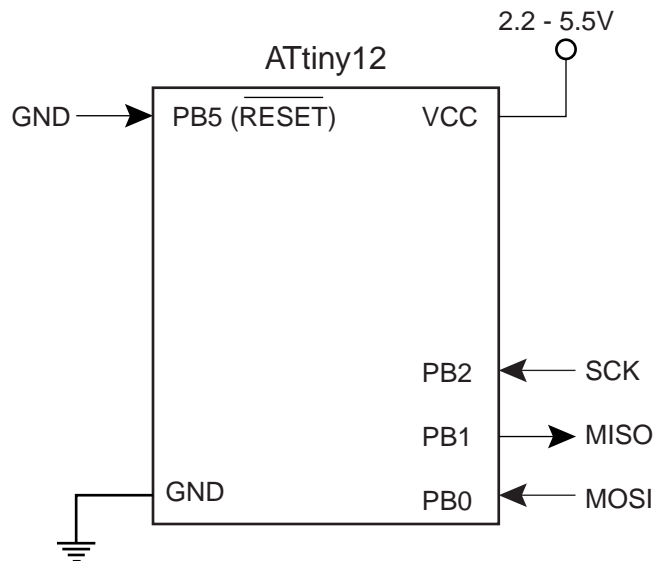 2.2 - 5.5V
ATtiny12
GND PB5 (RESET) VCC
PB2 SCK
PB1 MISO
GND
PB0 MOSI